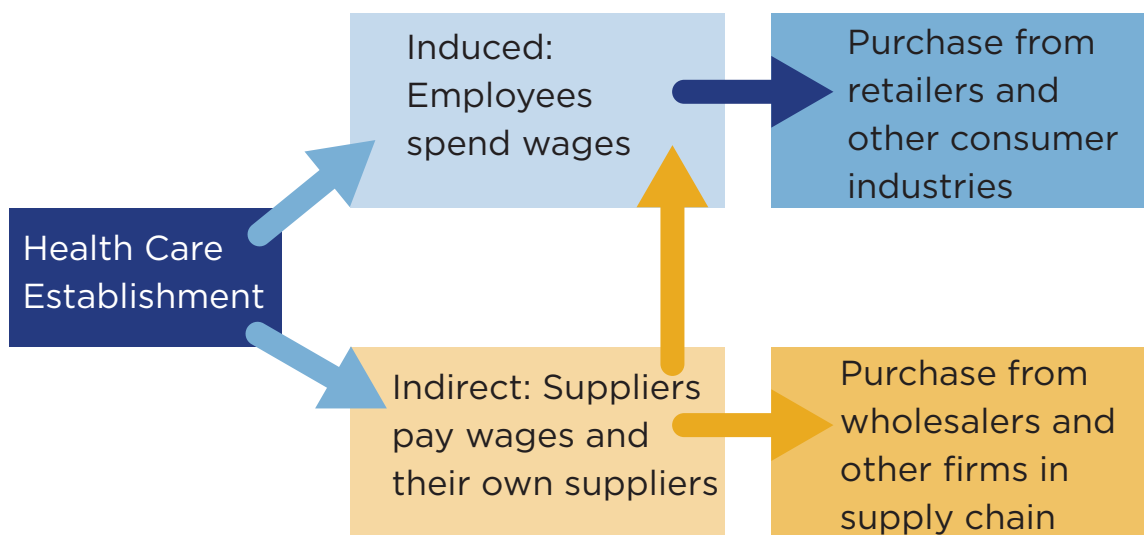 Health Care
Establishment
Induced:
Employees
spend wages
Purchase from
retailers and
other consumer
industries
Indirect: Suppliers
pay wages and
their own suppliers
Purchase from
wholesalers and
other firms in
supply chain